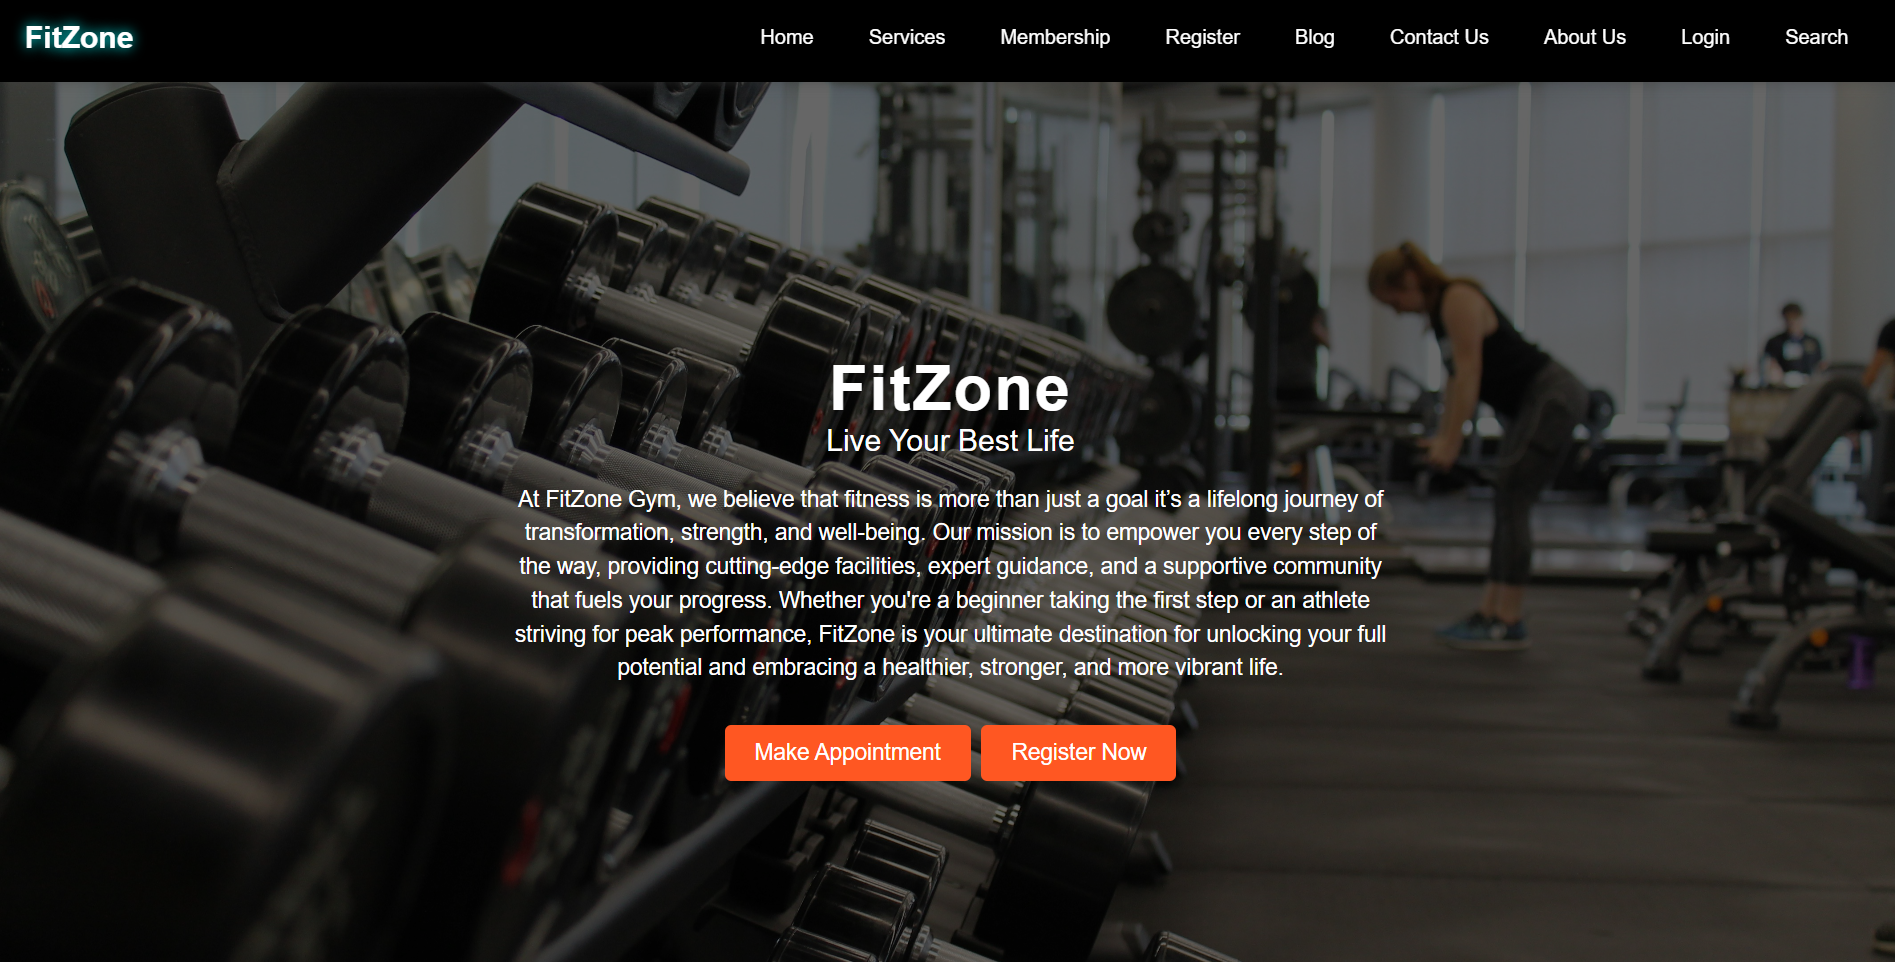 FitZone
Home Services Membership Register Blog Contact Us About Us Login Search
FitZone
Live Your Best Life
At FitZone Gym, we believe that fitness is more than just a goal it’s a lifelong journey of
transformation, strength, and well-being. Our mission is to empower you every step of
the way, providing cutting-edge facilities, expert guidance, and a supportive community
that fuels your progress. Whether you're a beginner taking the first step or an athlete
striving for peak performance, FitZone is your ultimate destination for unlocking your full
potential and embracing a healthier, stronger, and more vibrant life.
Make Appointment Register Now